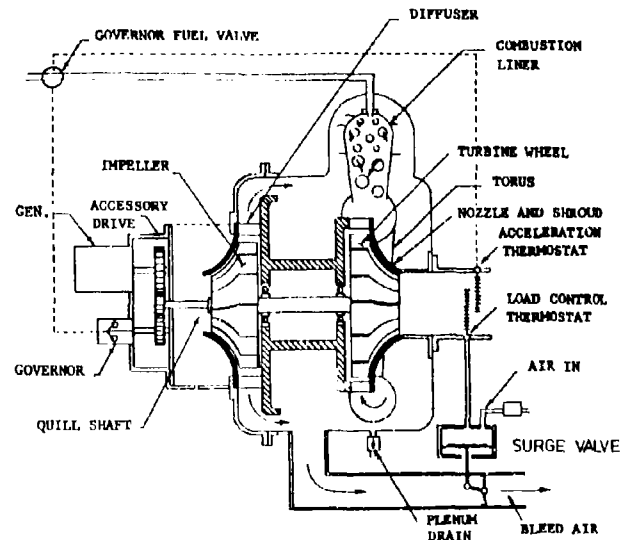 DIFFUSER
GOVERNOR FUEL VALVE
COMBUSTION
LINER
IMPELLER
TURBINE WHEEL
TORUS
GEN.
ACCESSORY
DRIVE
NOZZLE AND SHROUD
ACCELERATION
THERMOSTAT
LOAD CONTROL
THERMOSTAT
GOVERNOR
AIR IN
QUILL SHAFT
SURGE VALVE
PLENUM
DRAIN
BLEED AIR